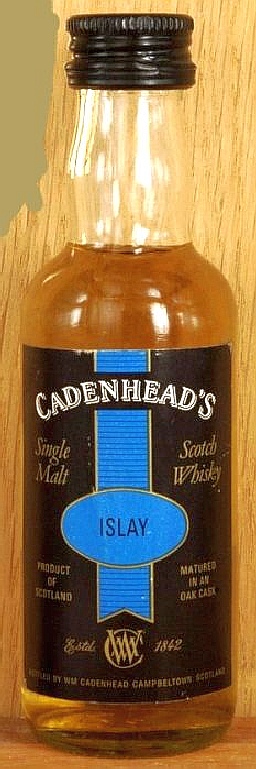 CADENHEAD'S
Single Scotch
Malt Whiskey
ISLAY
PRODUCT MATURED
OF IN AN
SCOTLAND OAK CASK
Estd. 1842
BOTTLED BY WM CADENHEAD CAMPBELTOWN SCOTLAND